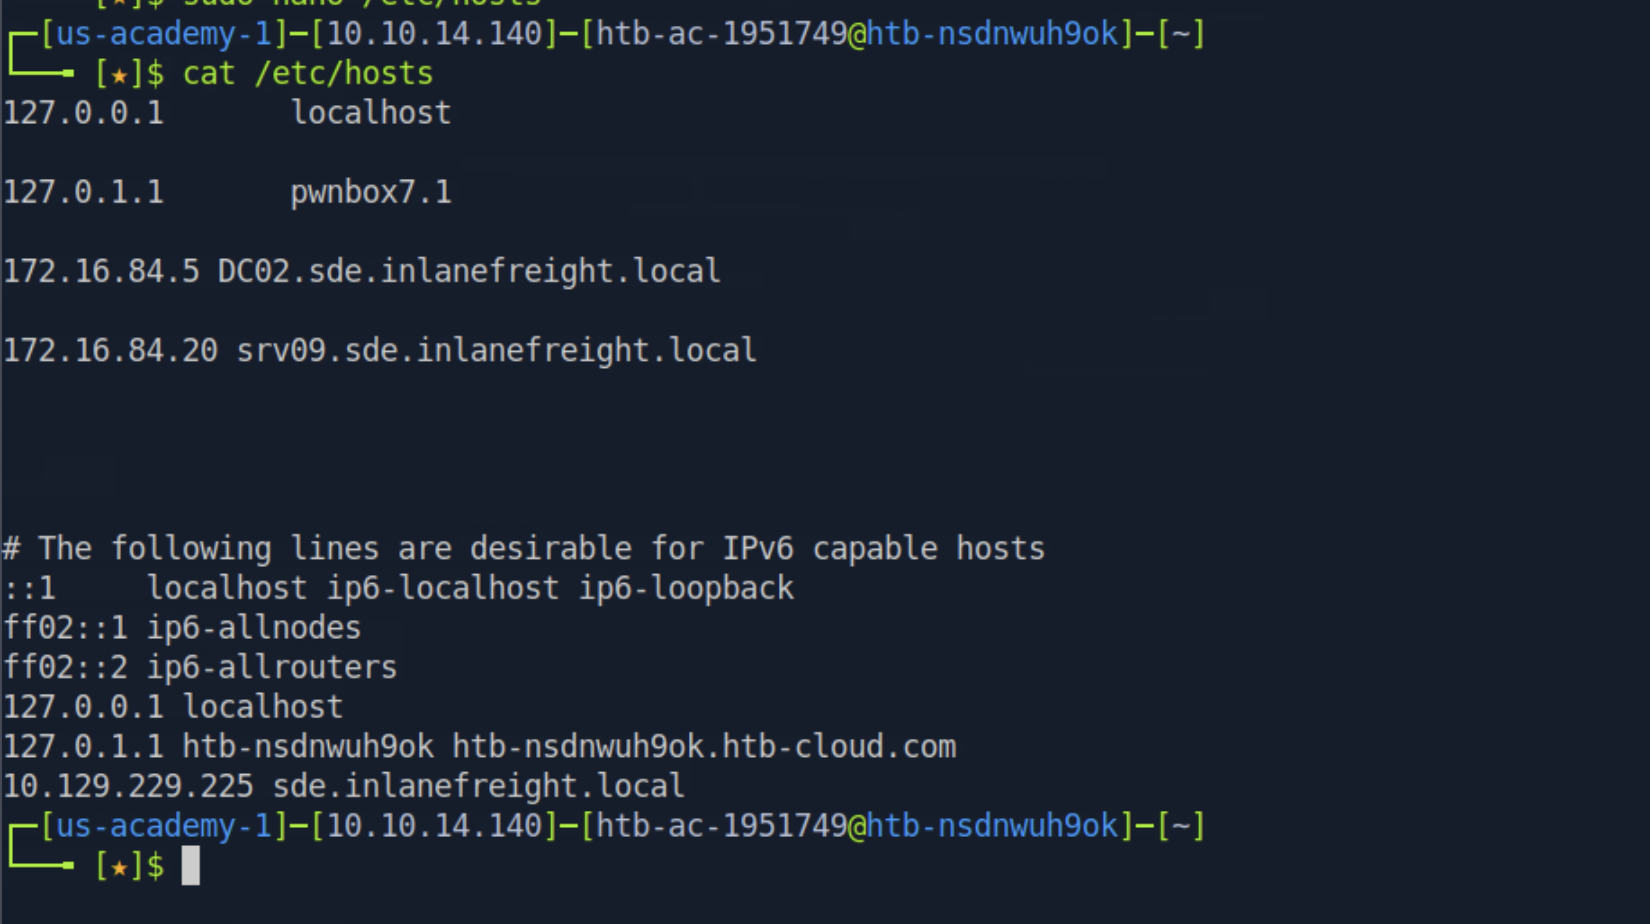 [★]$ sudo nano /etc/hosts
[us-academy-1]-[10.10.14.140]-[htb-ac-1951749@htb-nsdnwuh9ok]-[~]
[★]$ cat /etc/hosts
127.0.0.1 localhost
127.0.1.1 pwnbox7.1
172.16.84.5 DC02.sde.inlanefreight.local
172.16.84.20 srv09.sde.inlanefreight.local
# The following lines are desirable for IPv6 capable hosts
::1 localhost ip6-localhost ip6-loopback
ff02::1 ip6-allnodes
ff02::2 ip6-allrouters
127.0.0.1 localhost
127.0.1.1 htb-nsdnwuh9ok htb-nsdnwuh9ok.htb-cloud.com
10.129.229.225 sde.inlanefreight.local
[us-academy-1]-[10.10.14.140]-[htb-ac-1951749@htb-nsdnwuh9ok]-[~]
[★]$